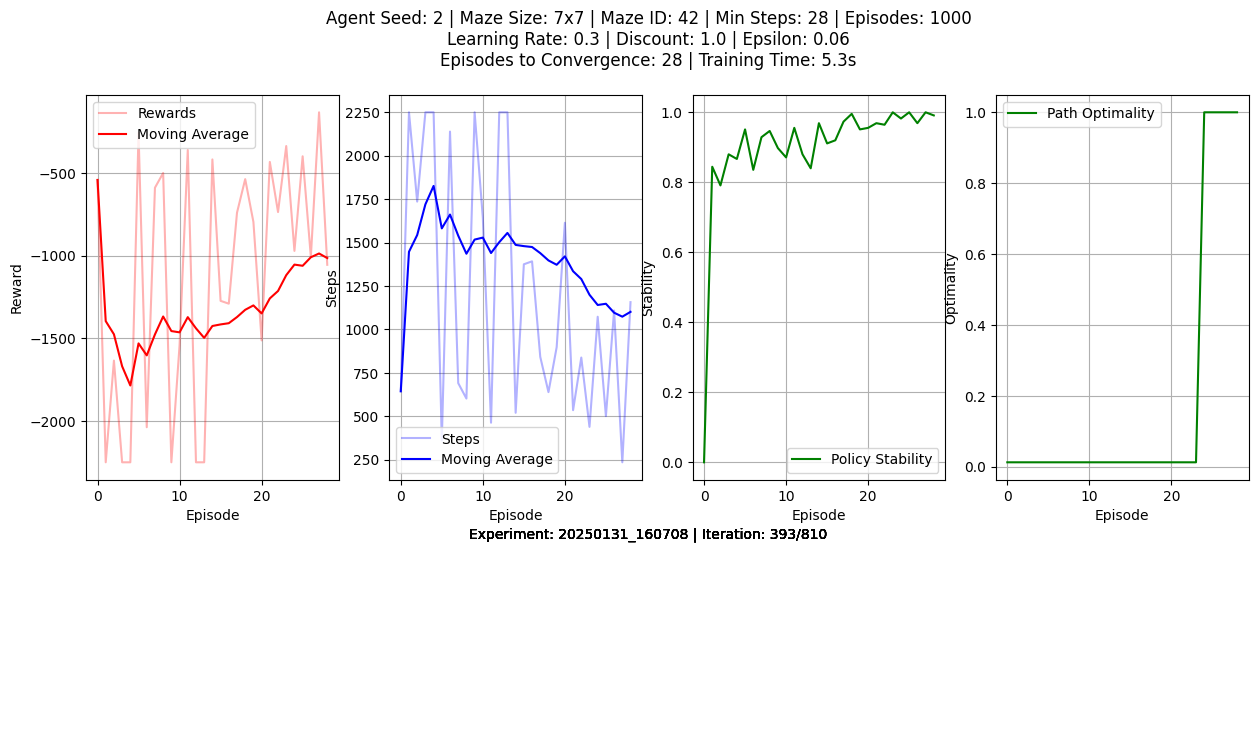 Agent Seed: 2 | Maze Size: 7x7 | Maze ID: 42 | Min Steps: 28 | Episodes: 1000
Learning Rate: 0.3 | Discount: 1.0 | Epsilon: 0.06
Episodes to Convergence: 28 | Training Time: 5.3s
Reward
−500
−1000
−1500
−2000
0
10
20
Episode
Rewards
Moving Average
Steps
2250
2000
1750
1500
1250
1000
750
500
250
0
10
20
Episode
Steps
Moving Average
Stability
1.0
0.8
0.6
0.4
0.2
0.0
0
10
20
Episode
Policy Stability
Optimality
1.0
0.8
0.6
0.4
0.2
0.0
0
10
20
Episode
Path Optimality
Experiment: 20250131_160708 | Iteration: 393/810